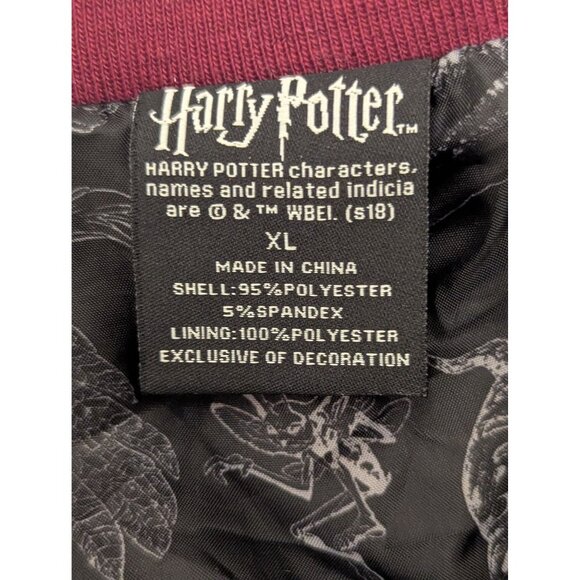 Harry Potter™
HARRY POTTER characters,
names and related indicia
are © & ™ WBEI. (s18)
XL
MADE IN CHINA
SHELL:95%POLYESTER
5%SPANDEX
LINING:100%POLYESTER
EXCLUSIVE OF DECORATION